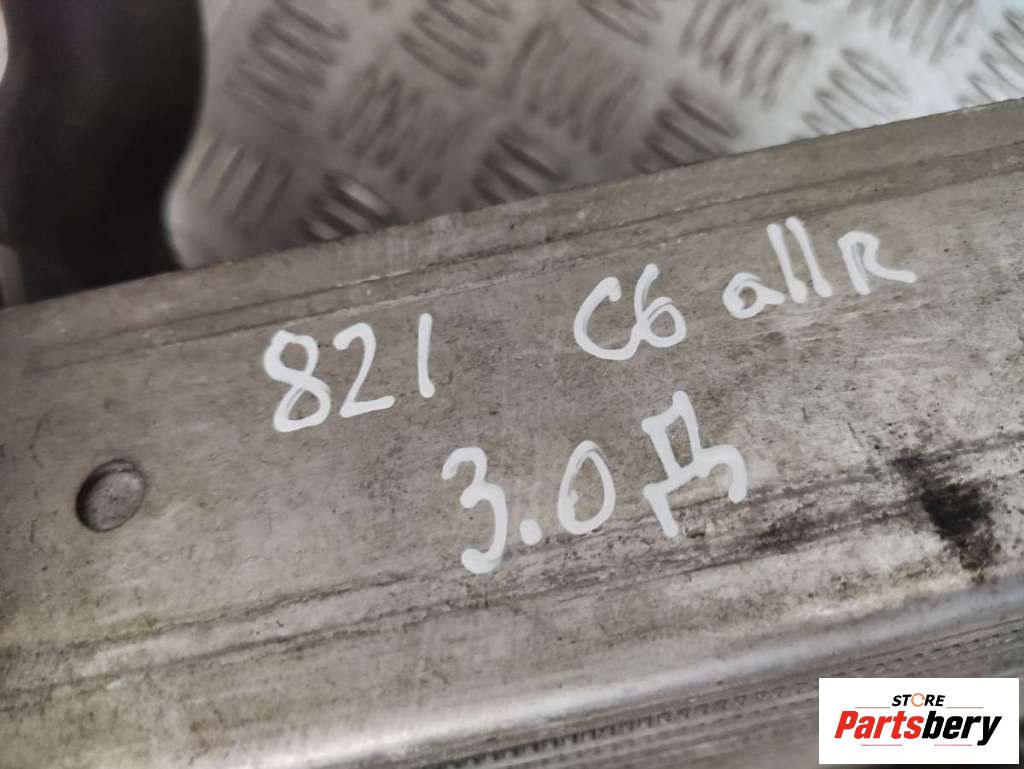 821 C6 allR
3.0 Д
STORE
Partsbery